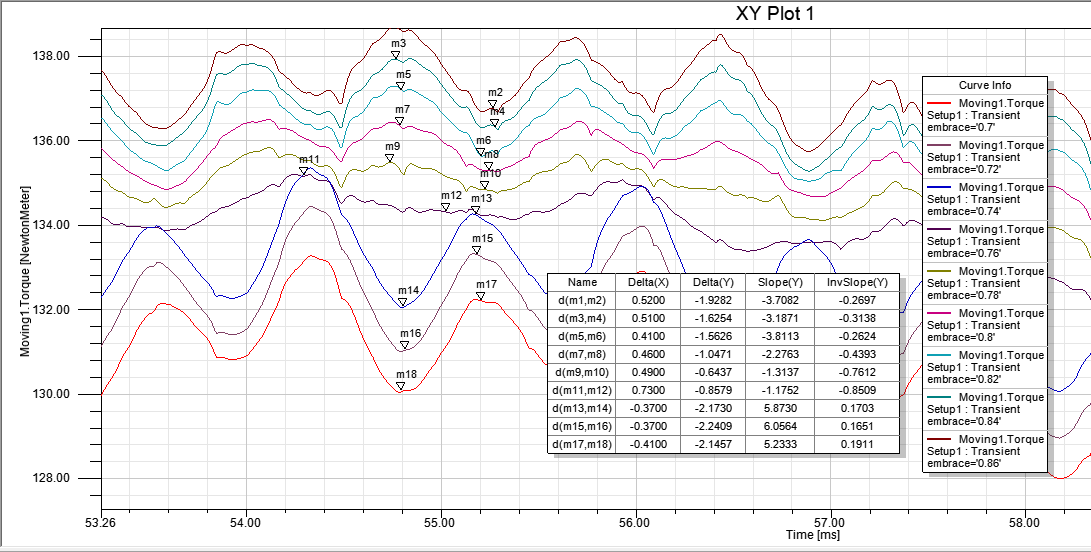 XY Plot 1
138.00
136.00
134.00
132.00
130.00
128.00
Moving1.Torque [NewtonMeter]
53.26
54.00
55.00
56.00
57.00
58.00
Time [ms]
m3
m5
m2
m4
m7
m6
m9
m8
m11
m10
m12
m13
m15
m14
m17
m16
m18
Name Delta(X) Delta(Y) Slope(Y) InvSlope(Y)
d(m1,m2) 0.5200 -1.9282 -3.7082 -0.2697
d(m3,m4) 0.5100 -1.6254 -3.1871 -0.3138
d(m5,m6) 0.4100 -1.5626 -3.8113 -0.2624
d(m7,m8) 0.4600 -1.0471 -2.2763 -0.4393
d(m9,m10) 0.4900 -0.6437 -1.3137 -0.7612
d(m11,m12) 0.7300 -0.8579 -1.1752 -0.8509
d(m13,m14) -0.3700 -2.1730 5.8730 0.1703
d(m15,m16) -0.3700 -2.2409 6.0564 0.1651
d(m17,m18) -0.4100 -2.1457 5.2333 0.1911
Curve Info
Moving1.Torque
Setup1 : Transient
embrace='0.7'
Moving1.Torque
Setup1 : Transient
embrace='0.72'
Moving1.Torque
Setup1 : Transient
embrace='0.74'
Moving1.Torque
Setup1 : Transient
embrace='0.76'
Moving1.Torque
Setup1 : Transient
embrace='0.78'
Moving1.Torque
Setup1 : Transient
embrace='0.8'
Moving1.Torque
Setup1 : Transient
embrace='0.82'
Moving1.Torque
Setup1 : Transient
embrace='0.84'
Moving1.Torque
Setup1 : Transient
embrace='0.86'